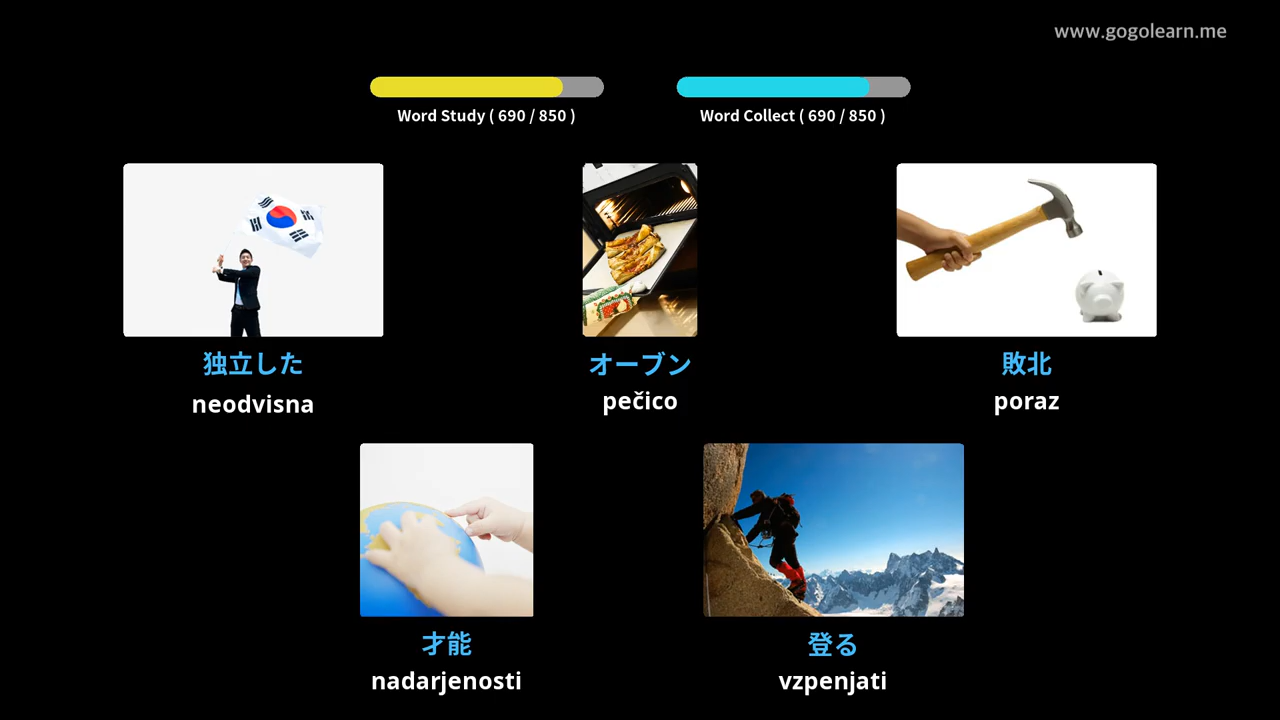 www.gogolearn.me
Word Study ( 690 / 850 )
Word Collect ( 690 / 850 )
独立した
neodvisna
オーブン
pečico
敗北
poraz
才能
nadarjenosti
登る
vzpenjati